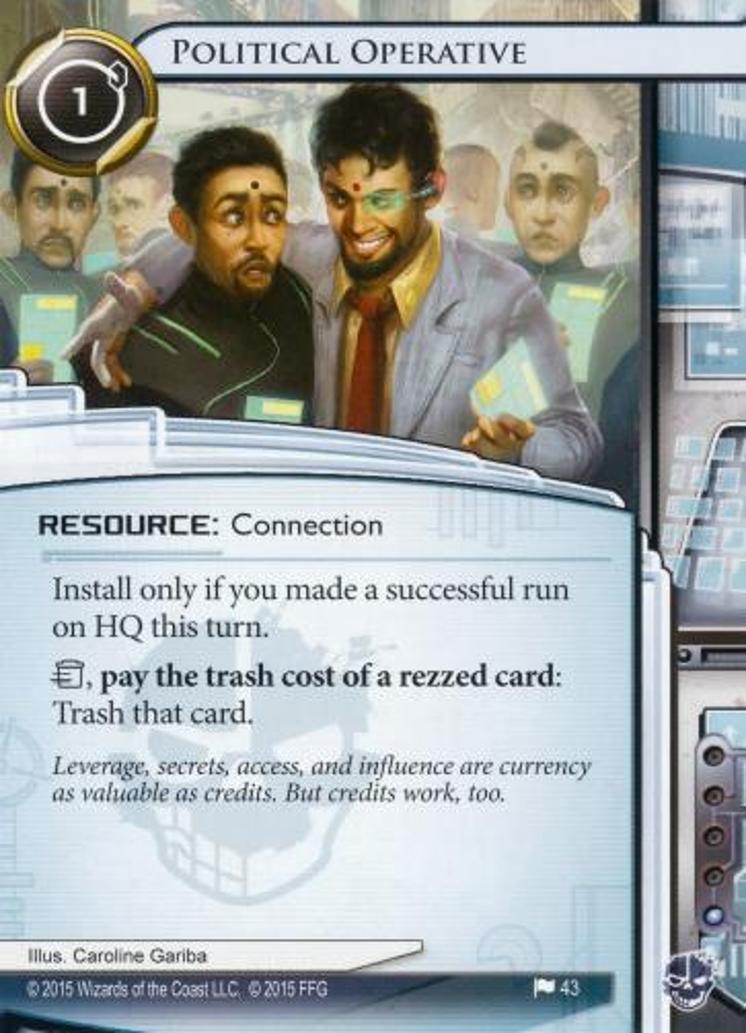 1
POLITICAL OPERATIVE
RESOURCE: Connection
Install only if you made a successful run
on HQ this turn.
, pay the trash cost of a rezzed card:
Trash that card.
Leverage, secrets, access, and influence are currency
as valuable as credits. But credits work, too.
Illus. Caroline Gariba
© 2015 Wizards of the Coast LLC. © 2015 FFG
43